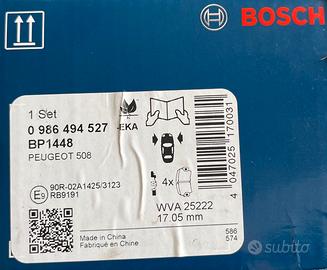 BOSCH
1 Set
0 986 494 527
BP1448
PEUGEOT 508
-EKA
E9 90R-02A1425/3123
RB9191
4x
WVA 25222
17.05 mm
Made in China
Fabriqué en Chine
586
574
4 047025 170031
subito